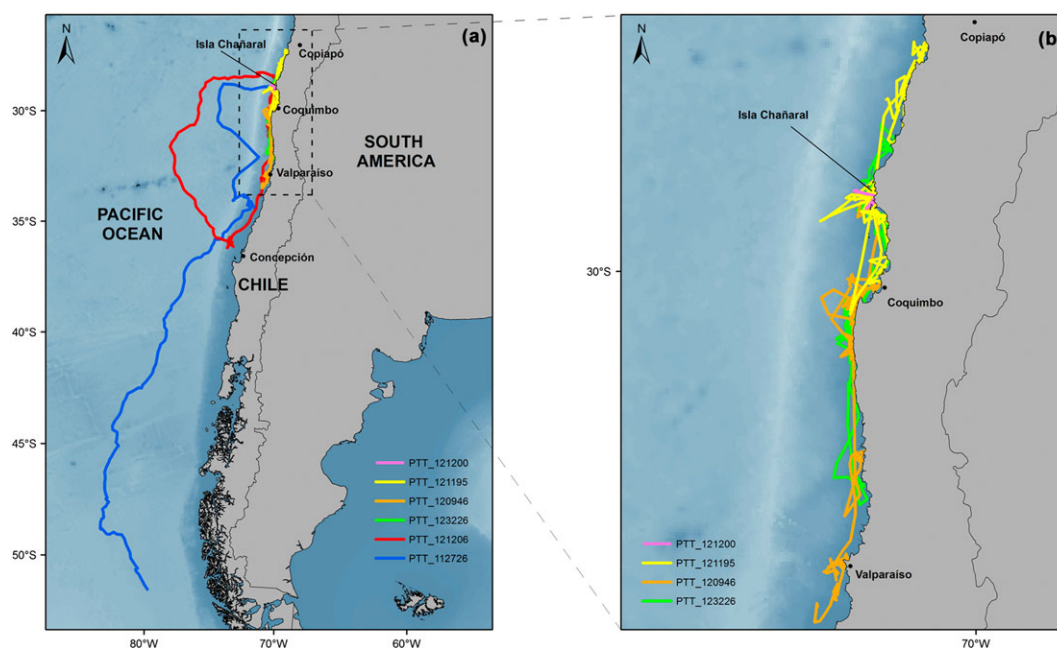 N
(a)
Isla Chañaral
Copiapó
30°S
Coquimbo
SOUTH
AMERICA
Valparaíso
PACIFIC
OCEAN
35°S
Concepción
CHILE
40°S
45°S
50°S
PTT_121200
PTT_121195
PTT_120946
PTT_123226
PTT_121206
PTT_112726
80°W
70°W
60°W
N
(b)
Copiapó
Isla Chañaral
30°S
Coquimbo
PTT_121200
PTT_121195
PTT_120946
PTT_123226
Valparaíso
70°W